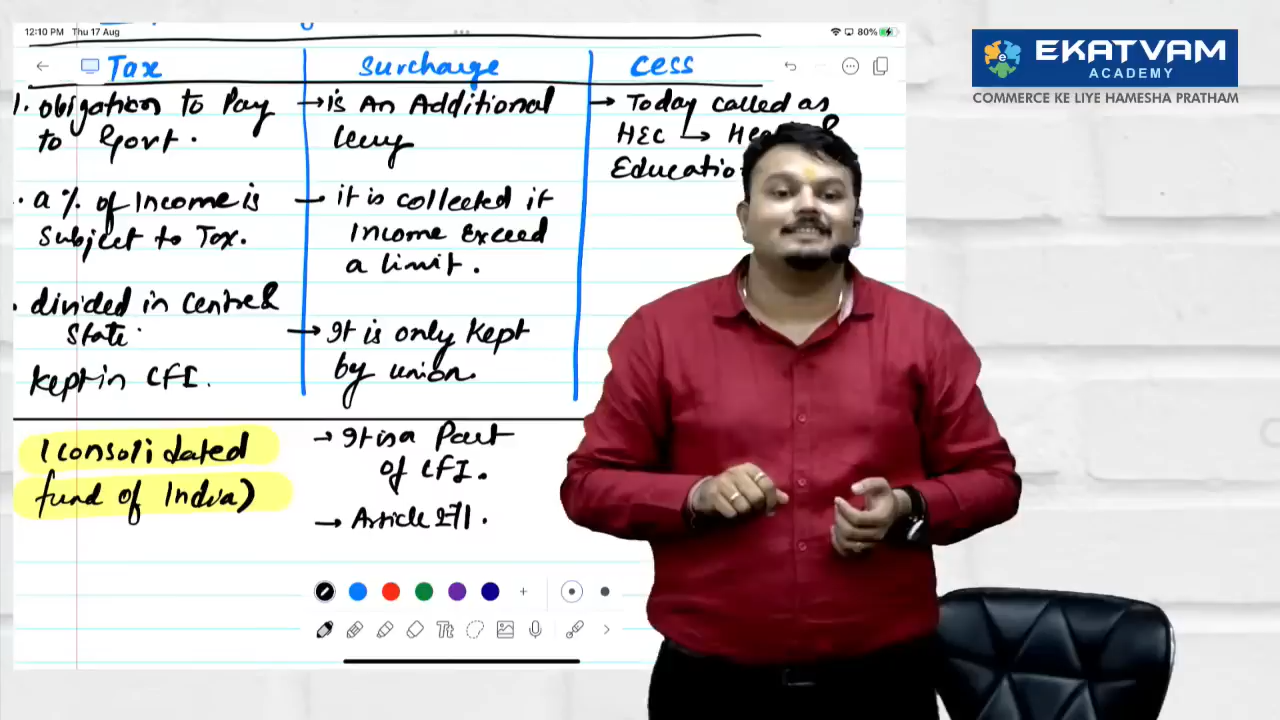 12:10 PM Thu 17 Aug
80%
EKATVAM
ACADEMY
COMMERCE KE LIYE HAMESHA PRATHAM
Tax
1. obligation to Pay
to Govt.
. a % of Income is
Subject to Tax.
. divided in Centre &
State.
Kept in CFI.
(Consolidated
fund of India)
Surcharge
→ is An Additional
levy
it is collected if
Income Exceed
a limit.
→ It is only Kept
by union.
→ It is a Part
of CFI.
→ Article 271.
Cess
→ Today called as
HEC → &
Educatio
Tt